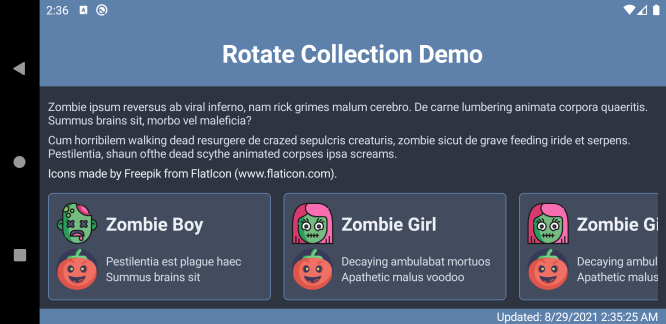 2:36
Rotate Collection Demo
Zombie ipsum reversus ab viral inferno, nam rick grimes malum cerebro. De carne lumbering animata corpora quaeritis.
Summus brains sit, morbo vel maleficia?
Cum horribilem walking dead resurgere de crazed sepulcris creaturis, zombie sicut de grave feeding iride et serpens.
Pestilentia, shaun ofthe dead scythe animated corpses ipsa screams.
Icons made by Freepik from FlatIcon (www.flaticon.com).
Zombie Boy
Pestilentia est plague haec
Summus brains sit
Zombie Girl
Decaying ambulabat mortuos
Apathetic malus voodoo
Zombie Gi
Decaying ambul
Apathetic malus
Updated: 8/29/2021 2:35:25 AM